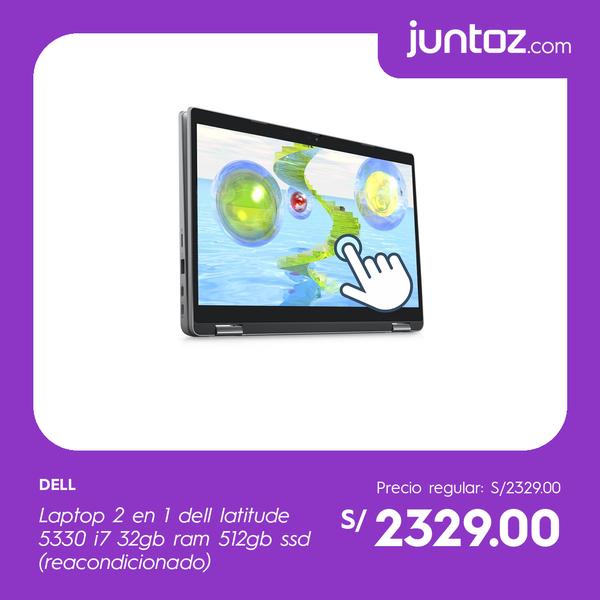 juntoz.com
DELL
Laptop 2 en 1 dell latitude
5330 i7 32gb ram 512gb ssd
(reacondicionado)
Precio regular: S/2329.00
S/ 2329.00